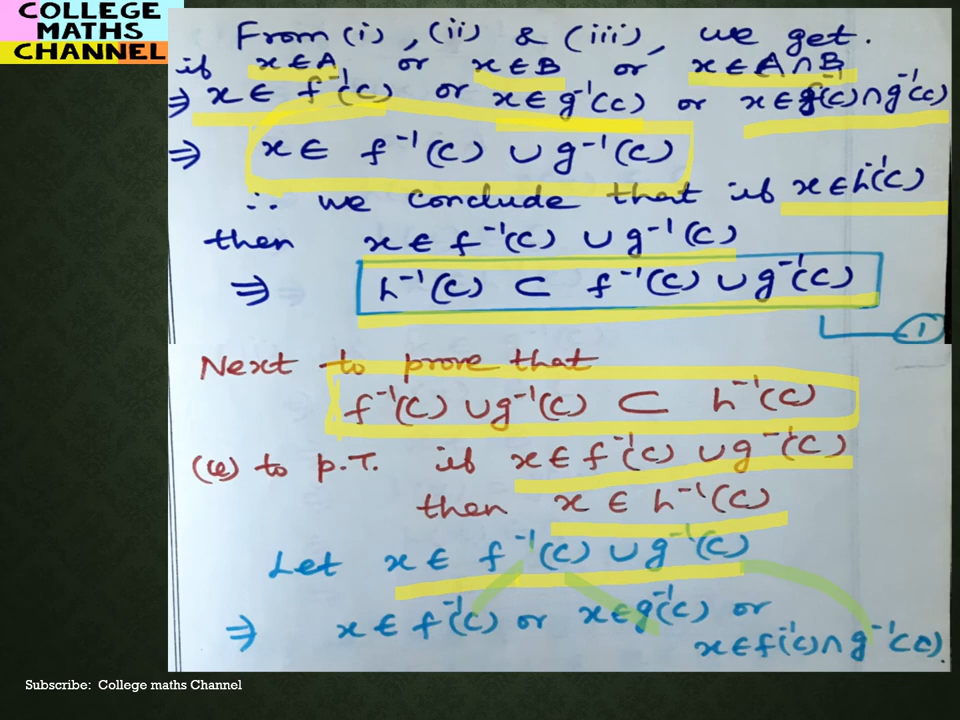 COLLEGE
MATHS
CHANNEL
From (i), (ii) & (iii), we get.
if x∈A or x∈B or x∈A∩B
⇒ x∈ f⁻¹(C) or x∈g⁻¹(C) or x∈f⁻¹(C)∩g⁻¹(C)
⇒ x∈ f⁻¹(C) ∪ g⁻¹(C)
∴ we conclude that if x∈h⁻¹(C)
then x∈ f⁻¹(C) ∪ g⁻¹(C)
⇒ h⁻¹(C) ⊂ f⁻¹(C) ∪ g⁻¹(C)
①
Next to prove that
f⁻¹(C) ∪ g⁻¹(C) ⊂ h⁻¹(C)
(ie) to P.T. if x∈f⁻¹(C) ∪ g⁻¹(C)
then x ∈ h⁻¹(C)
Let x∈ f⁻¹(C) ∪ g⁻¹(C)
⇒ x∈f⁻¹(C) or x∈g⁻¹(C) or
x∈f⁻¹(C)∩g⁻¹(C).
Subscribe: College maths Channel